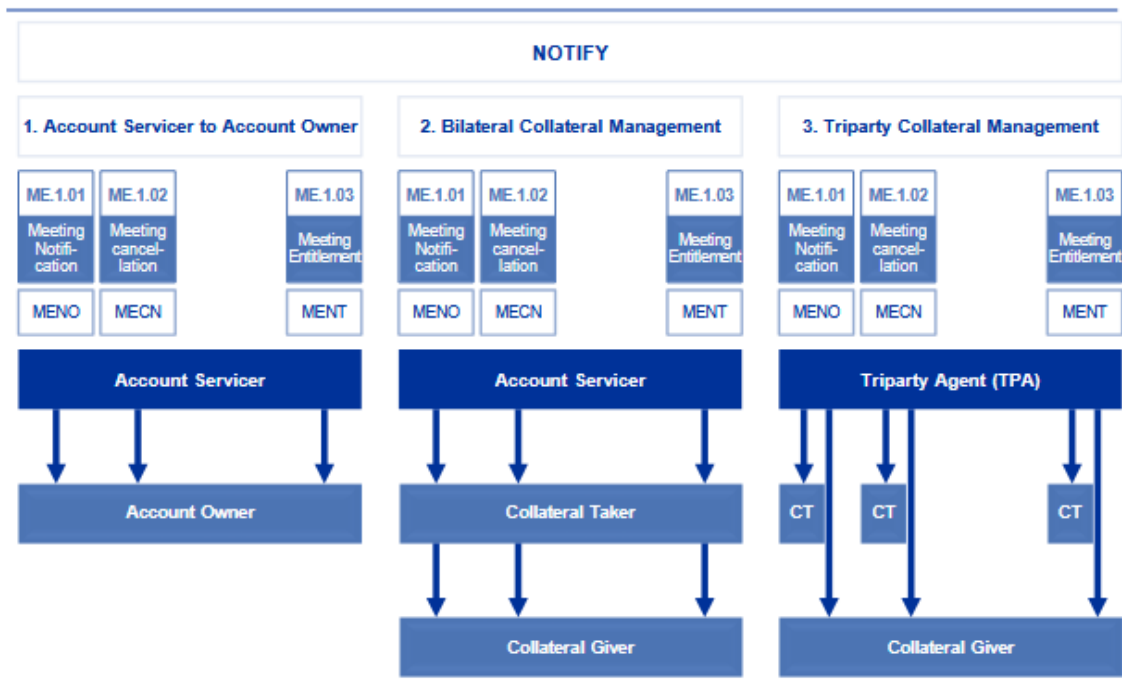 NOTIFY
1. Account Servicer to Account Owner
2. Bilateral Collateral Management
3. Triparty Collateral Management
ME.1.01
ME.1.02
ME.1.03
ME.1.01
ME.1.02
ME.1.03
ME.1.01
ME.1.02
ME.1.03
Meeting
Notifi-
cation
Meeting
cancel-
lation
Meeting
Entitlement
Meeting
Notifi-
cation
Meeting
cancel-
lation
Meeting
Entitlement
Meeting
Notifi-
cation
Meeting
cancel-
lation
Meeting
Entitlement
MENO
MECN
MENT
MENO
MECN
MENT
MENO
MECN
MENT
Account Servicer
Account Servicer
Triparty Agent (TPA)
Account Owner
Collateral Taker
CT
CT
CT
Collateral Giver
Collateral Giver